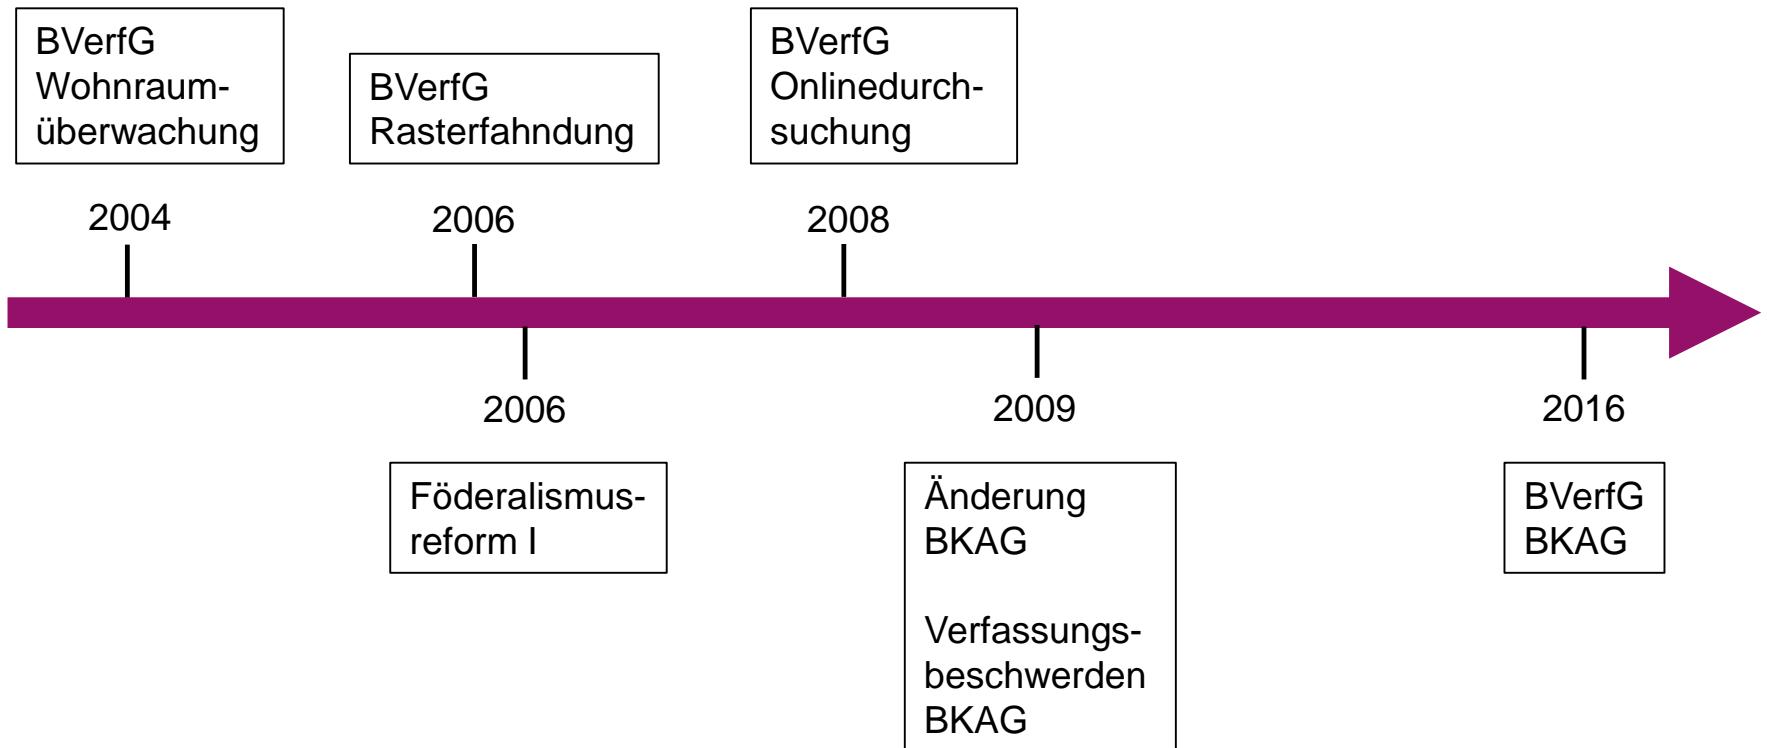 BVerfG
Wohnraum-
überwachung
BVerfG
Rasterfahndung
BVerfG
Onlinedurch-
suchung
2004
2006
2008
2006
2009
2016
Föderalismus-
reform I
Änderung
BKAG
Verfassungs-
beschwerden
BKAG
BVerfG
BKAG